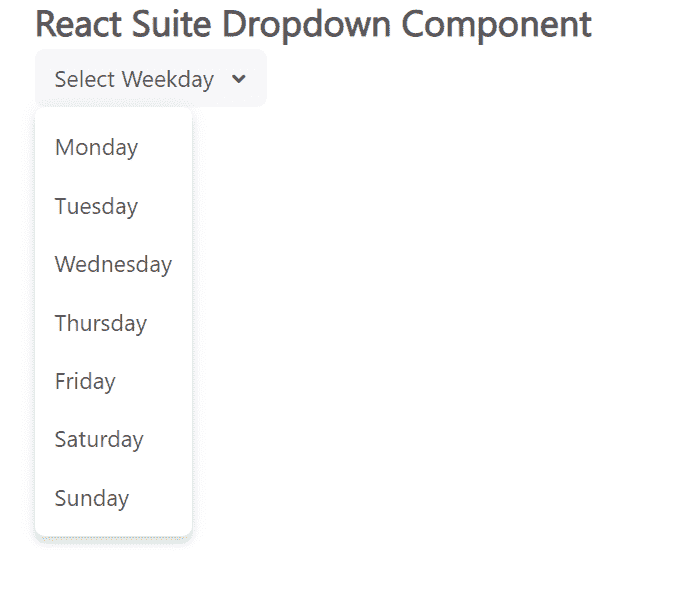 React Suite Dropdown Component
Select Weekday
Monday
Tuesday
Wednesday
Thursday
Friday
Saturday
Sunday